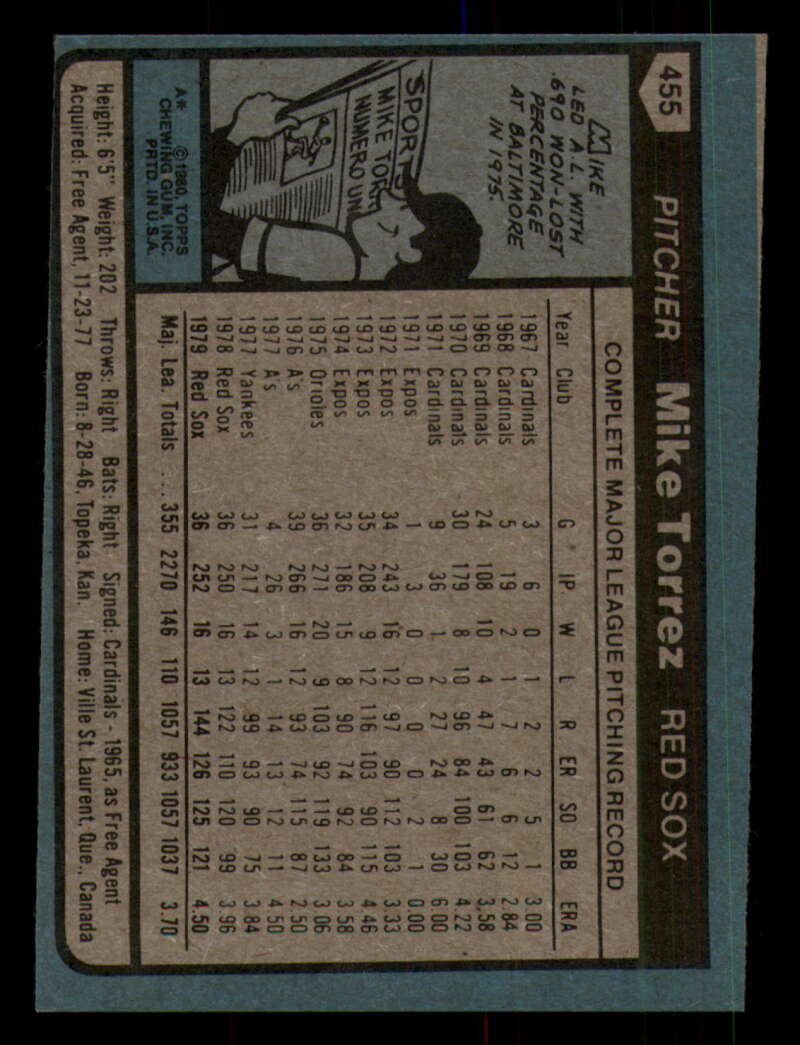 455 PITCHER Mike Torrez RED SOX
MIKE
LED A.L. WITH
.690 WON-LOST
PERCENTAGE
AT BALTIMORE
IN 1975.
SPORTS
MIKE TOR
NUMERO UN
A* © 1980, TOPPS
CHEWING GUM, INC.
PRTD. IN U.S.A.
COMPLETE MAJOR LEAGUE PITCHING RECORD
Year Club G IP W L R ER SO BB ERA
1967 Cardinals 3 6 0 1 2 2 5 1 3.00
1968 Cardinals 5 19 2 1 7 6 6 12 2.84
1969 Cardinals 24 108 10 4 47 43 61 62 3.58
1970 Cardinals 30 179 8 10 96 84 100 103 4.22
1971 Cardinals 9 36 1 2 27 24 8 30 6.00
1971 Expos 1 3 0 0 0 0 2 1 0.00
1972 Expos 34 243 16 12 97 90 112 103 3.33
1973 Expos 35 208 9 12 116 103 90 115 4.46
1974 Expos 32 186 15 8 90 74 92 84 3.58
1975 Orioles 36 271 20 9 103 92 119 133 3.06
1976 A's 39 266 16 12 93 74 115 87 2.50
1977 A's 4 26 3 1 14 13 12 11 4.50
1977 Yankees 31 217 14 12 99 93 90 75 3.84
1978 Red Sox 36 250 16 13 122 110 120 99 3.96
1979 Red Sox 36 252 16 13 144 126 125 121 4.50
Maj. Lea. Totals ... 355 2270 146 110 1057 933 1057 1037 3.70
Height: 6'5" Weight: 202 Throws: Right Bats: Right Signed: Cardinals - 1965, as Free Agent
Acquired: Free Agent, 11-23-77 Born: 8-28-46, Topeka, Kan. Home: Ville St. Laurent, Que., Canada